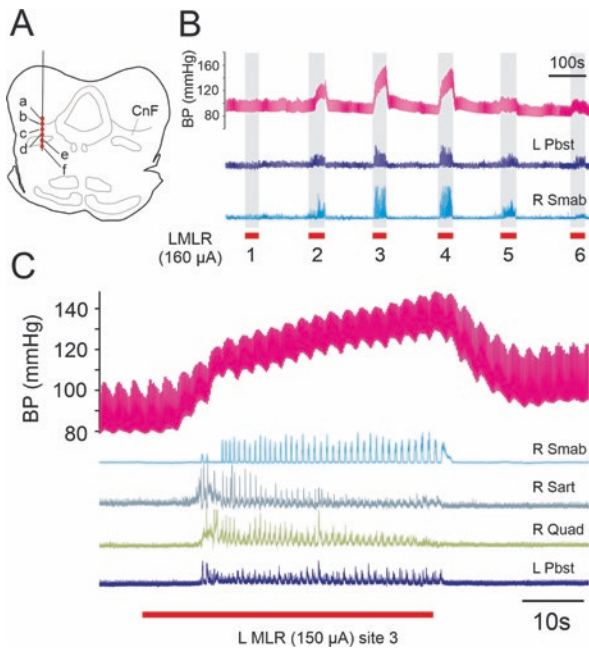 A
a
b
c
d
e
f
CnF
B
BP (mmHg)
160
120
80
100s
L Pbst
R Smab
LMLR
(160 µA)
1 2 3 4 5 6
C
BP (mmHg)
140
120
100
80
R Smab
R Sart
R Quad
L Pbst
L MLR (150 µA) site 3
10s